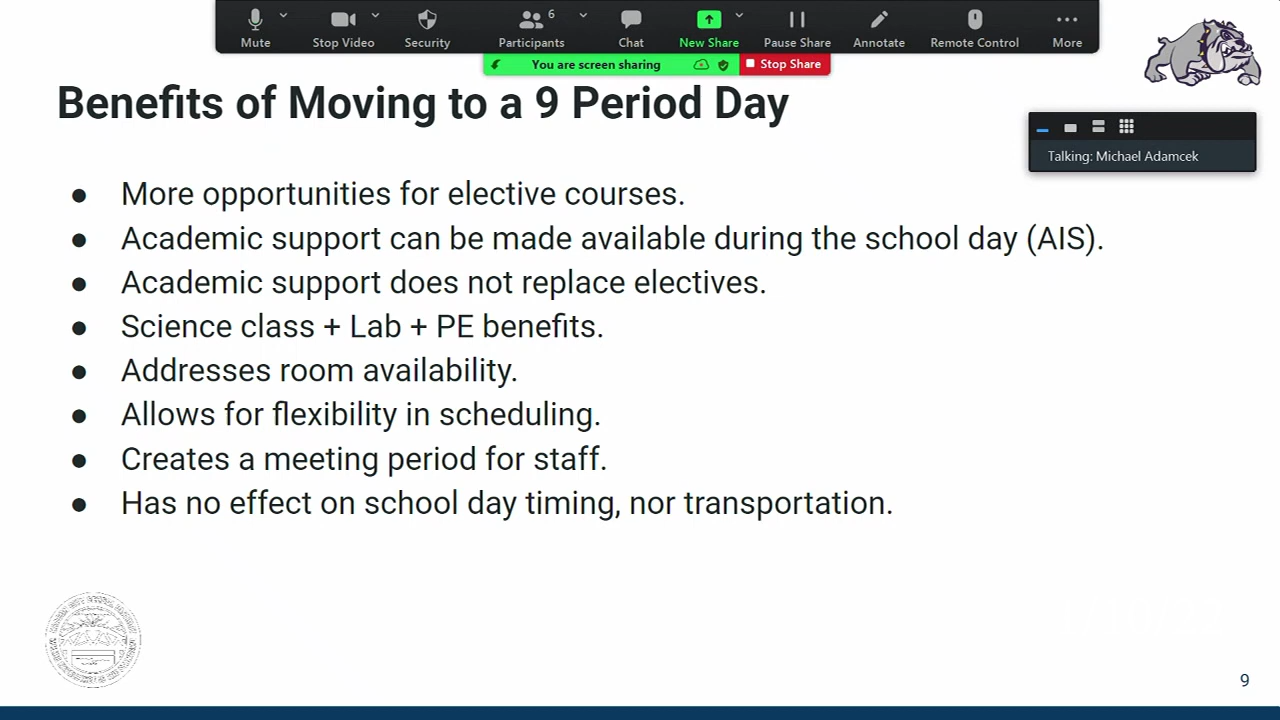 6
Mute
Stop Video
Security
Participants
Chat
New Share
Pause Share
Annotate
Remote Control
More
You are screen sharing
Stop Share
Benefits of Moving to a 9 Period Day
Talking: Michael Adamcek
● More opportunities for elective courses.
● Academic support can be made available during the school day (AIS).
● Academic support does not replace electives.
● Science class + Lab + PE benefits.
● Addresses room availability.
● Allows for flexibility in scheduling.
● Creates a meeting period for staff.
● Has no effect on school day timing, nor transportation.
9